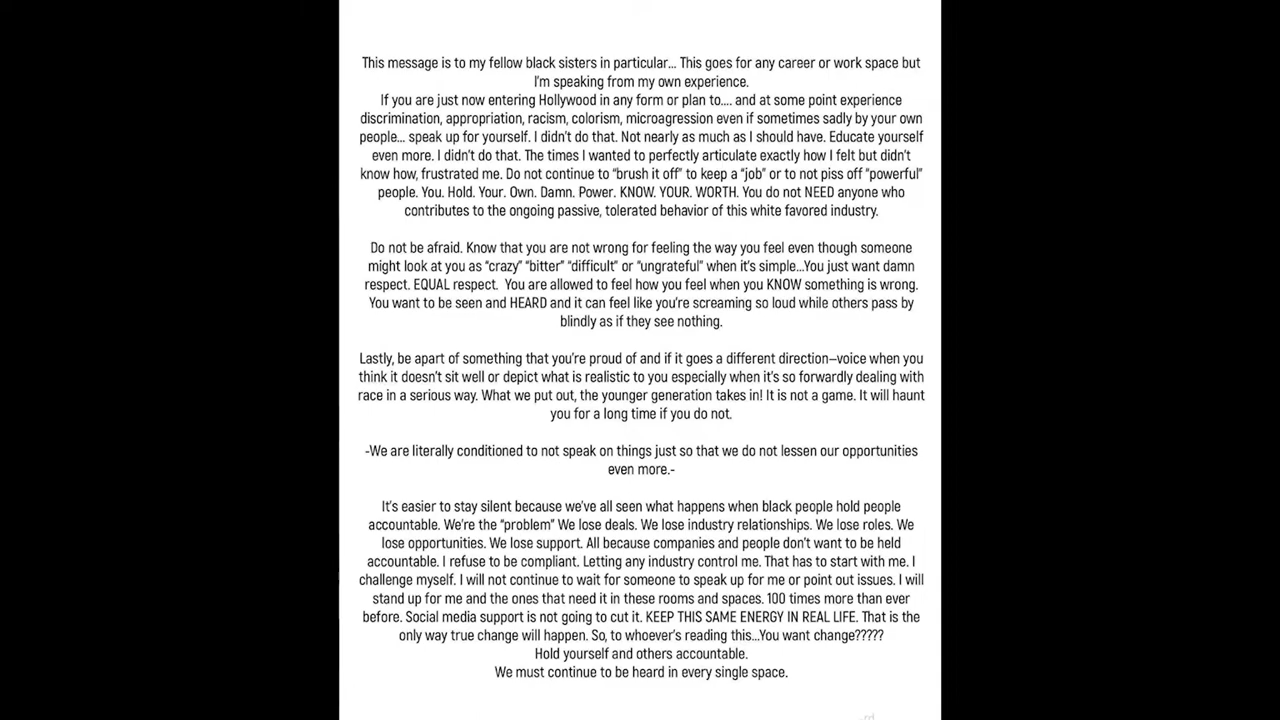 This message is to my fellow black sisters in particular... This goes for any career or work space but
I'm speaking from my own experience.
If you are just now entering Hollywood in any form or plan to.... and at some point experience
discrimination, appropriation, racism, colorism, microagression even if sometimes sadly by your own
people... speak up for yourself. I didn't do that. Not nearly as much as I should have. Educate yourself
even more. I didn't do that. The times I wanted to perfectly articulate exactly how I felt but didn't
know how, frustrated me. Do not continue to “brush it off” to keep a “job” or to not piss off “powerful”
people. You. Hold. Your. Own. Damn. Power. KNOW. YOUR. WORTH. You do not NEED anyone who
contributes to the ongoing passive, tolerated behavior of this white favored industry.
Do not be afraid. Know that you are not wrong for feeling the way you feel even though someone
might look at you as “crazy” “bitter” “difficult” or “ungrateful” when it's simple...You just want damn
respect. EQUAL respect. You are allowed to feel how you feel when you KNOW something is wrong.
You want to be seen and HEARD and it can feel like you're screaming so loud while others pass by
blindly as if they see nothing.
Lastly, be apart of something that you're proud of and if it goes a different direction—voice when you
think it doesn't sit well or depict what is realistic to you especially when it's so forwardly dealing with
race in a serious way. What we put out, the younger generation takes in! It is not a game. It will haunt
you for a long time if you do not.
-We are literally conditioned to not speak on things just so that we do not lessen our opportunities
even more.-
It's easier to stay silent because we've all seen what happens when black people hold people
accountable. We're the “problem” We lose deals. We lose industry relationships. We lose roles. We
lose opportunities. We lose support. All because companies and people don't want to be held
accountable. I refuse to be compliant. Letting any industry control me. That has to start with me. I
challenge myself. I will not continue to wait for someone to speak up for me or point out issues. I will
stand up for me and the ones that need it in these rooms and spaces. 100 times more than ever
before. Social media support is not going to cut it. KEEP THIS SAME ENERGY IN REAL LIFE. That is the
only way true change will happen. So, to whoever's reading this...You want change?????
Hold yourself and others accountable.
We must continue to be heard in every single space.